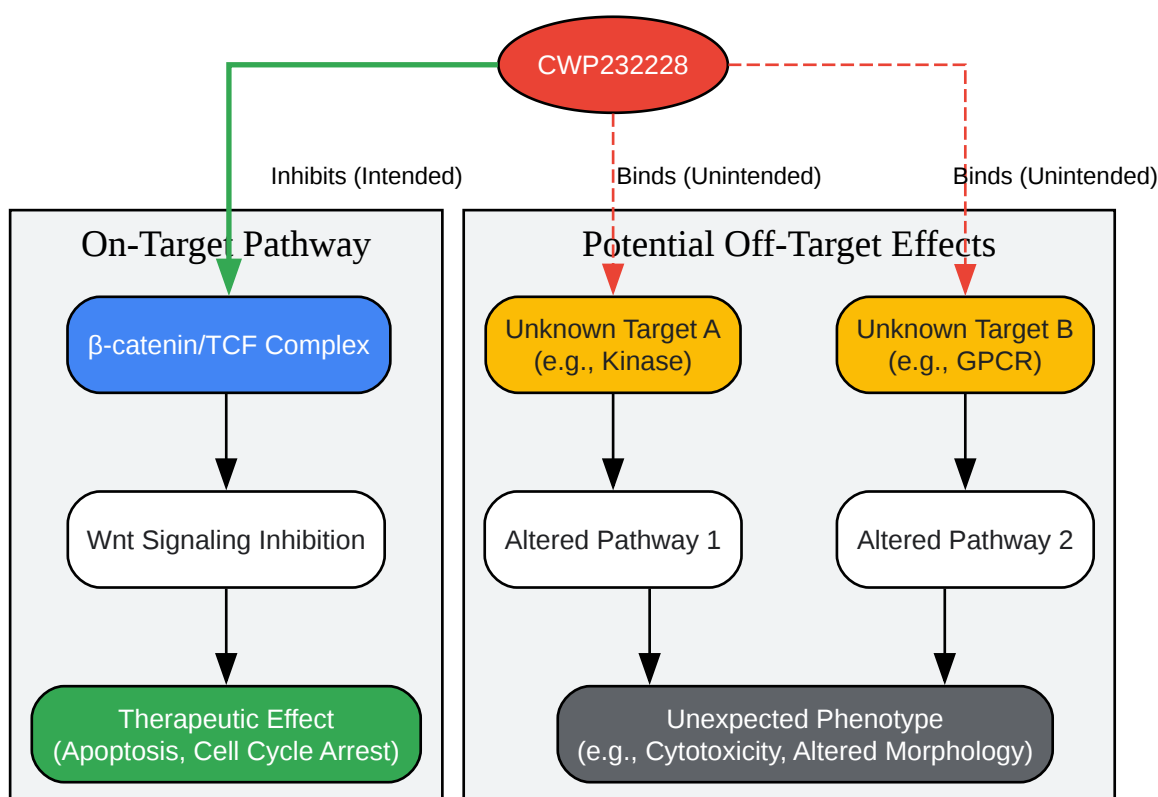 CWP232228
Inhibits (Intended)
Binds (Unintended)
Binds (Unintended)
On-Target Pathway
Potential Off-Target Effects
β-catenin/TCF Complex
Unknown Target A
(e.g., Kinase)
Unknown Target B
(e.g., GPCR)
Wnt Signaling Inhibition
Altered Pathway 1
Altered Pathway 2
Therapeutic Effect
(Apoptosis, Cell Cycle Arrest)
Unexpected Phenotype
(e.g., Cytotoxicity, Altered Morphology)